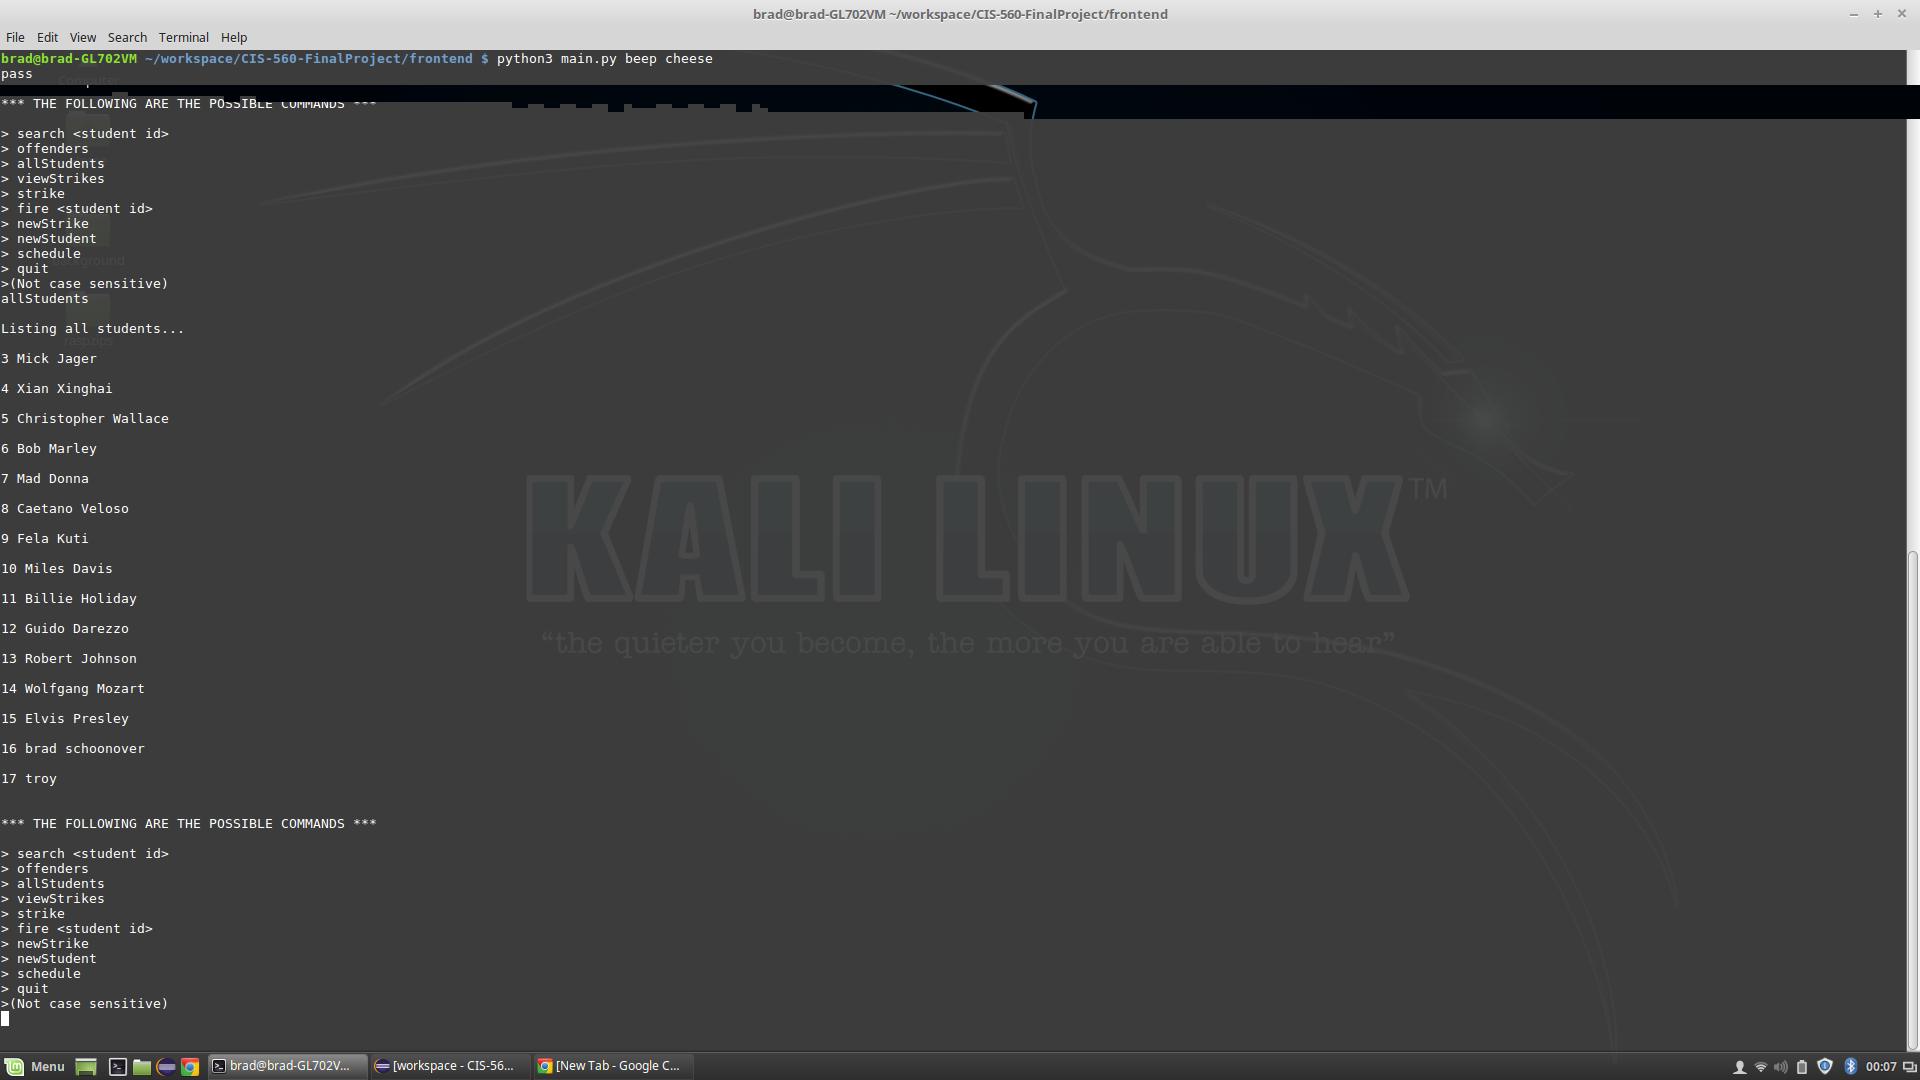 brad@brad-GL702VM ~/workspace/CIS-560-FinalProject/frontend
File Edit View Search Terminal Help
brad@brad-GL702VM ~/workspace/CIS-560-FinalProject/frontend $ python3 main.py beep cheese
pass
Computer
*** THE FOLLOWING ARE THE POSSIBLE COMMANDS ***
> search <student id>
> offenders
> allStudents
> viewStrikes
> strike
> fire <student id>
> newStrike
> newStudent
> schedule
> quit
>(Not case sensitive)
allStudents
Listing all students...
3 Mick Jager
4 Xian Xinghai
5 Christopher Wallace
6 Bob Marley
7 Mad Donna
8 Caetano Veloso
9 Fela Kuti
10 Miles Davis
11 Billie Holiday
12 Guido Darezzo
13 Robert Johnson
14 Wolfgang Mozart
15 Elvis Presley
16 brad schoonover
17 troy
*** THE FOLLOWING ARE THE POSSIBLE COMMANDS ***
> search <student id>
> offenders
> allStudents
> viewStrikes
> strike
> fire <student id>
> newStrike
> newStudent
> schedule
> quit
>(Not case sensitive)
KALI LINUX™
“the quieter you become, the more you are able to hear”
Menu brad@brad-GL702V... [workspace - CIS-56... [New Tab - Google C... 00:07